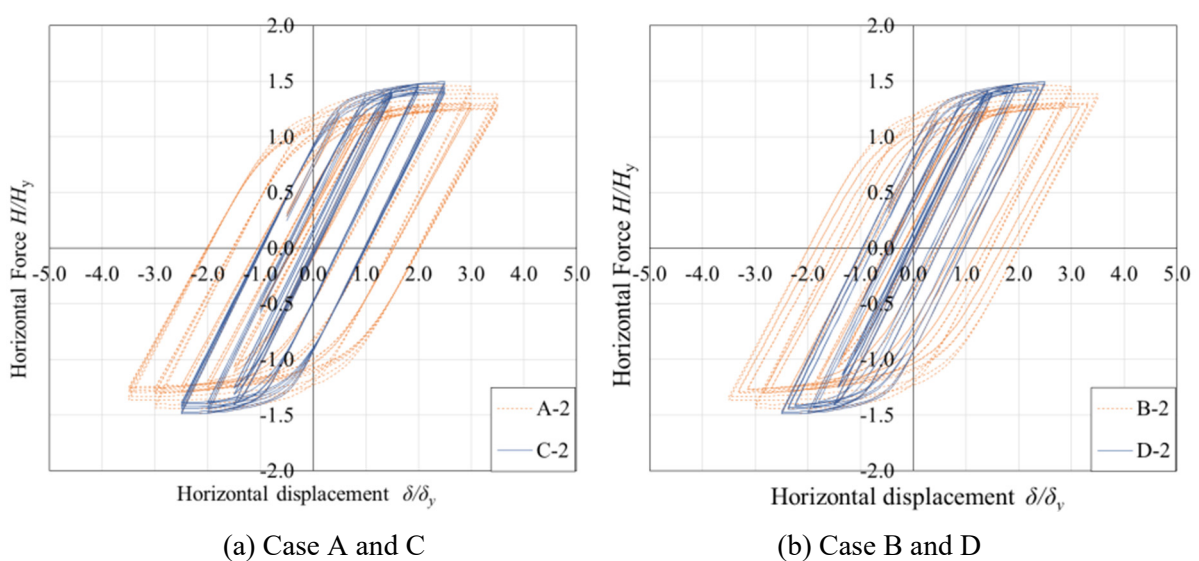 2.0
1.5
1.0
0.5
0.0
-5.0 -4.0 -3.0 -2.0 -1.0 0.0 1.0 2.0 3.0 4.0 5.0
-0.5
-1.0
-1.5
-2.0
Horizontal Force H/Hy
Horizontal displacement δ/δy
A-2
C-2
(a) Case A and C
2.0
1.5
1.0
0.5
0.0
-5.0 -4.0 -3.0 -2.0 -1.0 0.0 1.0 2.0 3.0 4.0 5.0
-0.5
-1.0
-1.5
-2.0
Horizontal Force H/Hy
Horizontal displacement δ/δy
B-2
D-2
(b) Case B and D